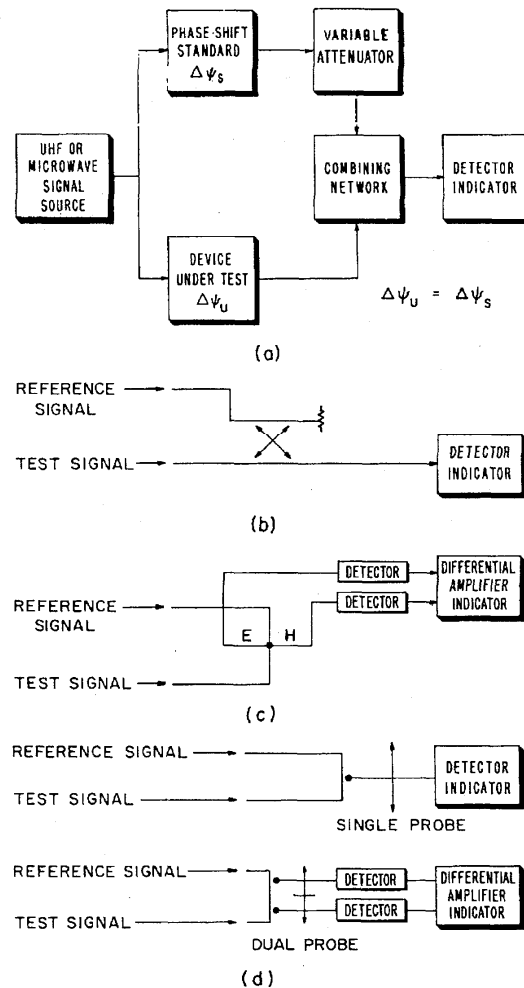 PHASE-SHIFT
STANDARD
Δψs
VARIABLE
ATTENUATOR
UHF OR
MICROWAVE
SIGNAL
SOURCE
COMBINING
NETWORK
DETECTOR
INDICATOR
DEVICE
UNDER TEST
Δψu
Δψu = Δψs
(a)
REFERENCE
SIGNAL
TEST SIGNAL
DETECTOR
INDICATOR
(b)
DETECTOR
DIFFERENTIAL
AMPLIFIER
INDICATOR
DETECTOR
REFERENCE
SIGNAL
E H
TEST SIGNAL
(c)
REFERENCE SIGNAL
DETECTOR
INDICATOR
TEST SIGNAL
SINGLE PROBE
REFERENCE SIGNAL
DETECTOR
DIFFERENTIAL
AMPLIFIER
INDICATOR
TEST SIGNAL
DETECTOR
DUAL PROBE
(d)